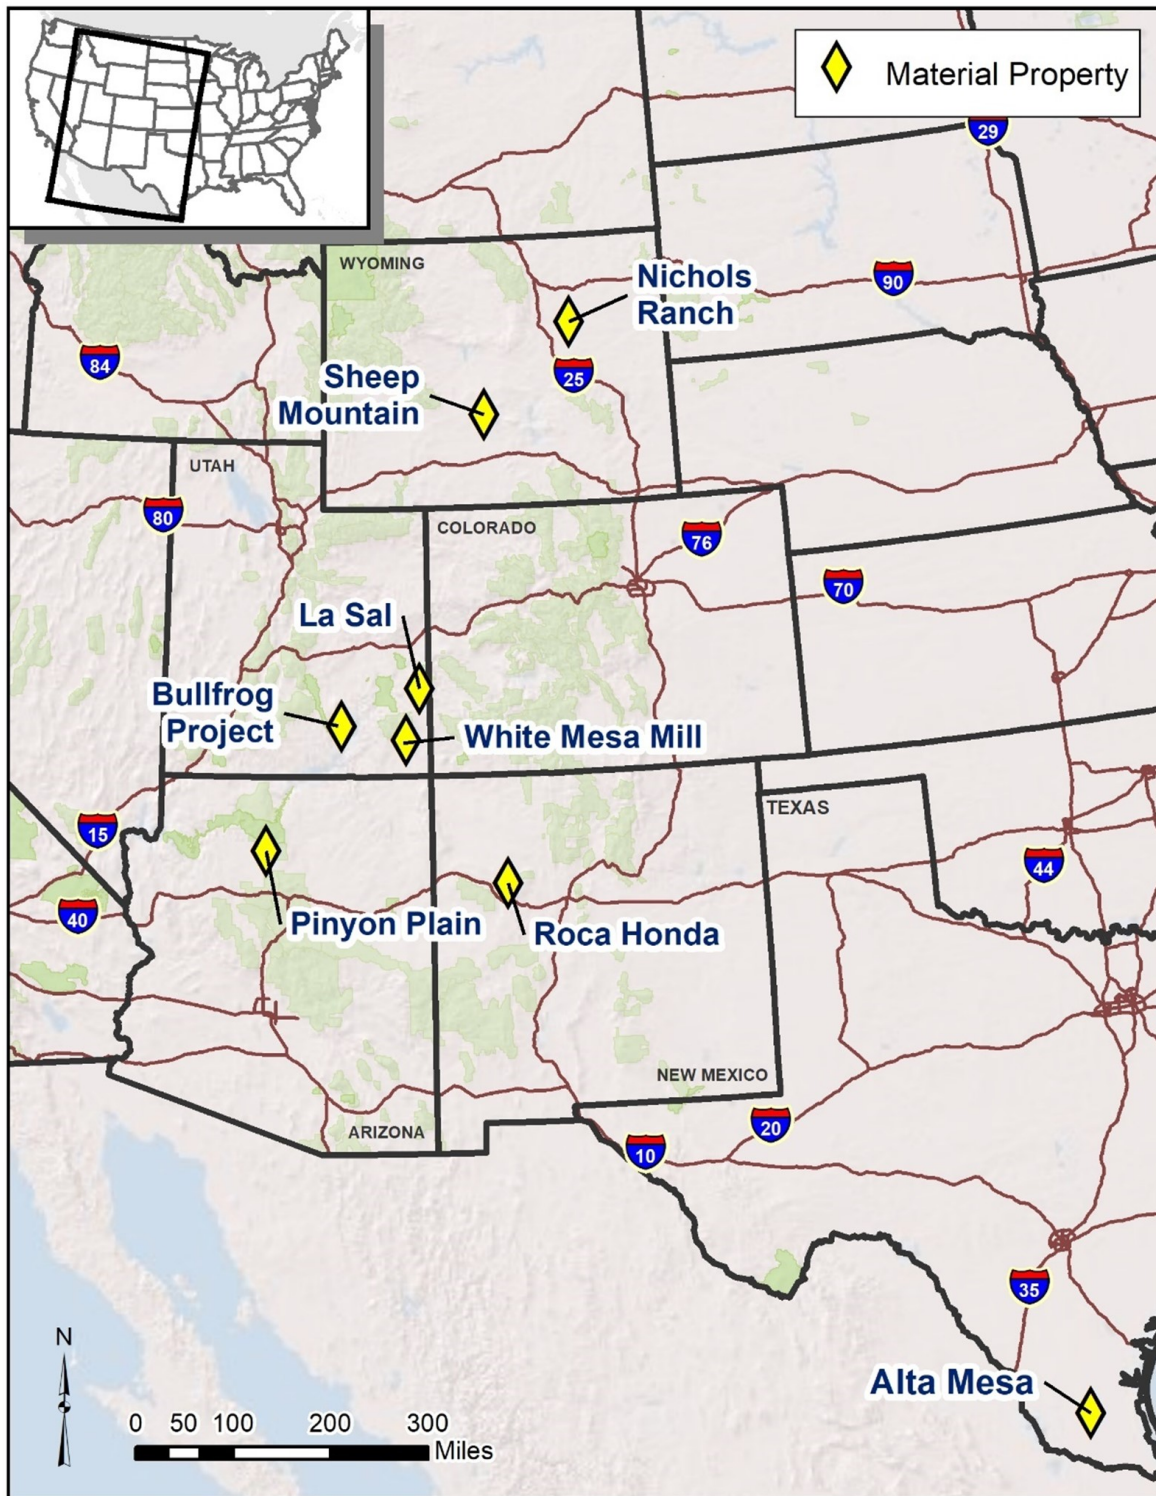 Material Property
29
WYOMING
Nichols
Ranch
90
84
25
Sheep
Mountain
UTAH
80
COLORADO
76
70
La Sal
Bullfrog
Project
White Mesa Mill
TEXAS
15
44
40
Pinyon Plain
Roca Honda
NEW MEXICO
20
ARIZONA
10
35
N
Alta Mesa
0 50 100 200 300
Miles